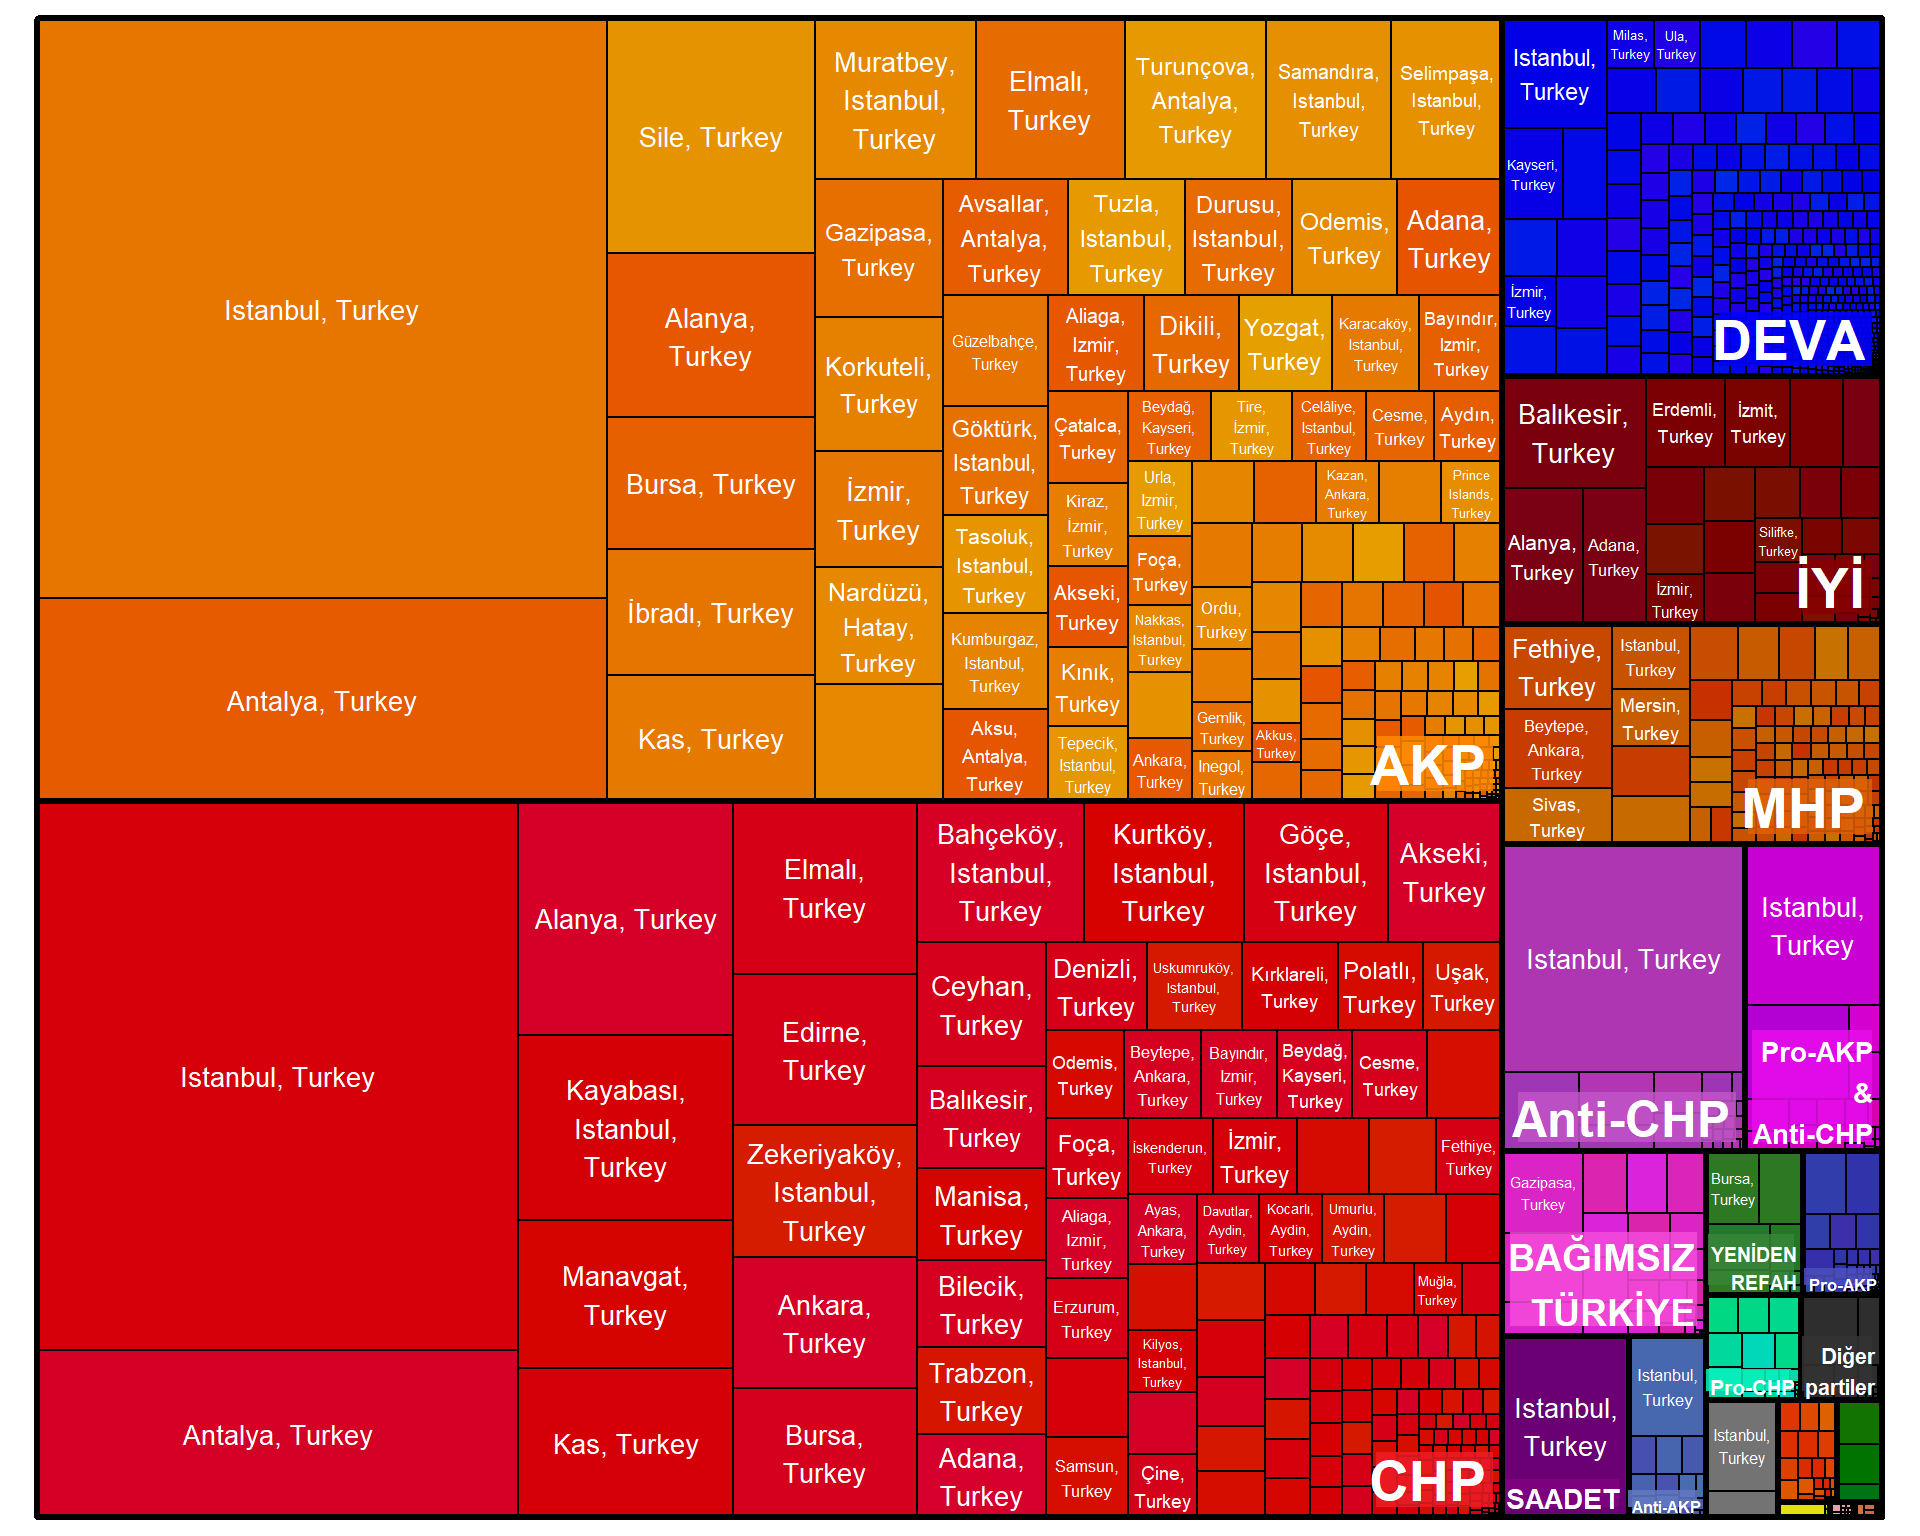 Istanbul, Turkey
Antalya, Turkey
Sile, Turkey
Alanya,
Turkey
Bursa, Turkey
İbradı, Turkey
Kas, Turkey
Muratbey,
Istanbul,
Turkey
Elmalı,
Turkey
Turunçova,
Antalya,
Turkey
Samandıra,
Istanbul,
Turkey
Selimpaşa,
Istanbul,
Turkey
Gazipasa,
Turkey
Korkuteli,
Turkey
İzmir,
Turkey
Nardüzü,
Hatay,
Turkey
Avsallar,
Antalya,
Turkey
Tuzla,
Istanbul,
Turkey
Durusu,
Istanbul,
Turkey
Odemis,
Turkey
Adana,
Turkey
Güzelbahçe,
Turkey
Göktürk,
Istanbul,
Turkey
Tasoluk,
Istanbul,
Turkey
Kumburgaz,
Istanbul,
Turkey
Aksu,
Antalya,
Turkey
Aliaga,
Izmir,
Turkey
Dikili,
Turkey
Yozgat,
Turkey
Karacaköy,
Istanbul,
Turkey
Bayındır,
Izmir,
Turkey
Çatalca,
Turkey
Kiraz,
İzmir,
Turkey
Akseki,
Turkey
Kınık,
Turkey
Tepecik,
Istanbul,
Turkey
Beydağ,
Kayseri,
Turkey
Tire,
İzmir,
Turkey
Celâliye,
Istanbul,
Turkey
Cesme,
Turkey
Aydın,
Turkey
Urla,
Izmir,
Turkey
Foça,
Turkey
Nakkas,
Istanbul,
Turkey
Ankara,
Turkey
Kazan,
Ankara,
Turkey
Prince
Islands,
Turkey
Ordu,
Turkey
Gemlik,
Turkey
Inegol,
Turkey
Akkus,
Turkey
AKP
Istanbul, Turkey
Antalya, Turkey
Alanya, Turkey
Kayabası,
Istanbul,
Turkey
Manavgat,
Turkey
Kas, Turkey
Elmalı,
Turkey
Edirne,
Turkey
Zekeriyaköy,
Istanbul,
Turkey
Ankara,
Turkey
Bursa,
Turkey
Bahçeköy,
Istanbul,
Turkey
Kurtköy,
Istanbul,
Turkey
Göçe,
Istanbul,
Turkey
Akseki,
Turkey
Ceyhan,
Turkey
Balıkesir,
Turkey
Manisa,
Turkey
Bilecik,
Turkey
Trabzon,
Turkey
Adana,
Turkey
Denizli,
Turkey
Uskumruköy,
Istanbul,
Turkey
Kırklareli,
Turkey
Polatlı,
Turkey
Uşak,
Turkey
Odemis,
Turkey
Beytepe,
Ankara,
Turkey
Bayındır,
Izmir,
Turkey
Beydağ,
Kayseri,
Turkey
Cesme,
Turkey
Foça,
Turkey
Aliaga,
Izmir,
Turkey
Erzurum,
Turkey
Samsun,
Turkey
İskenderun,
Turkey
İzmir,
Turkey
Fethiye,
Turkey
Ayas,
Ankara,
Turkey
Davutlar,
Aydin,
Turkey
Kocarlı,
Aydin,
Turkey
Umurlu,
Aydin,
Turkey
Kilyos,
Istanbul,
Turkey
Çine,
Turkey
Muğla,
Turkey
CHP
Istanbul,
Turkey
Kayseri,
Turkey
İzmir,
Turkey
Milas,
Turkey
Ula,
Turkey
DEVA
Balıkesir,
Turkey
Alanya,
Turkey
Adana,
Turkey
Erdemli,
Turkey
İzmit,
Turkey
İzmir,
Turkey
Silifke,
Turkey
İYİ
Fethiye,
Turkey
Beytepe,
Ankara,
Turkey
Sivas,
Turkey
Istanbul,
Turkey
Mersin,
Turkey
MHP
Istanbul, Turkey
Anti-CHP
Istanbul,
Turkey
Pro-AKP
&
Anti-CHP
Gazipasa,
Turkey
BAĞIMSIZ
TÜRKİYE
Bursa,
Turkey
YENİDEN
REFAH
Pro-AKP
Istanbul,
Turkey
SAADET
Istanbul,
Turkey
Anti-AKP
Pro-CHP
Diğer
partiler
Istanbul,
Turkey